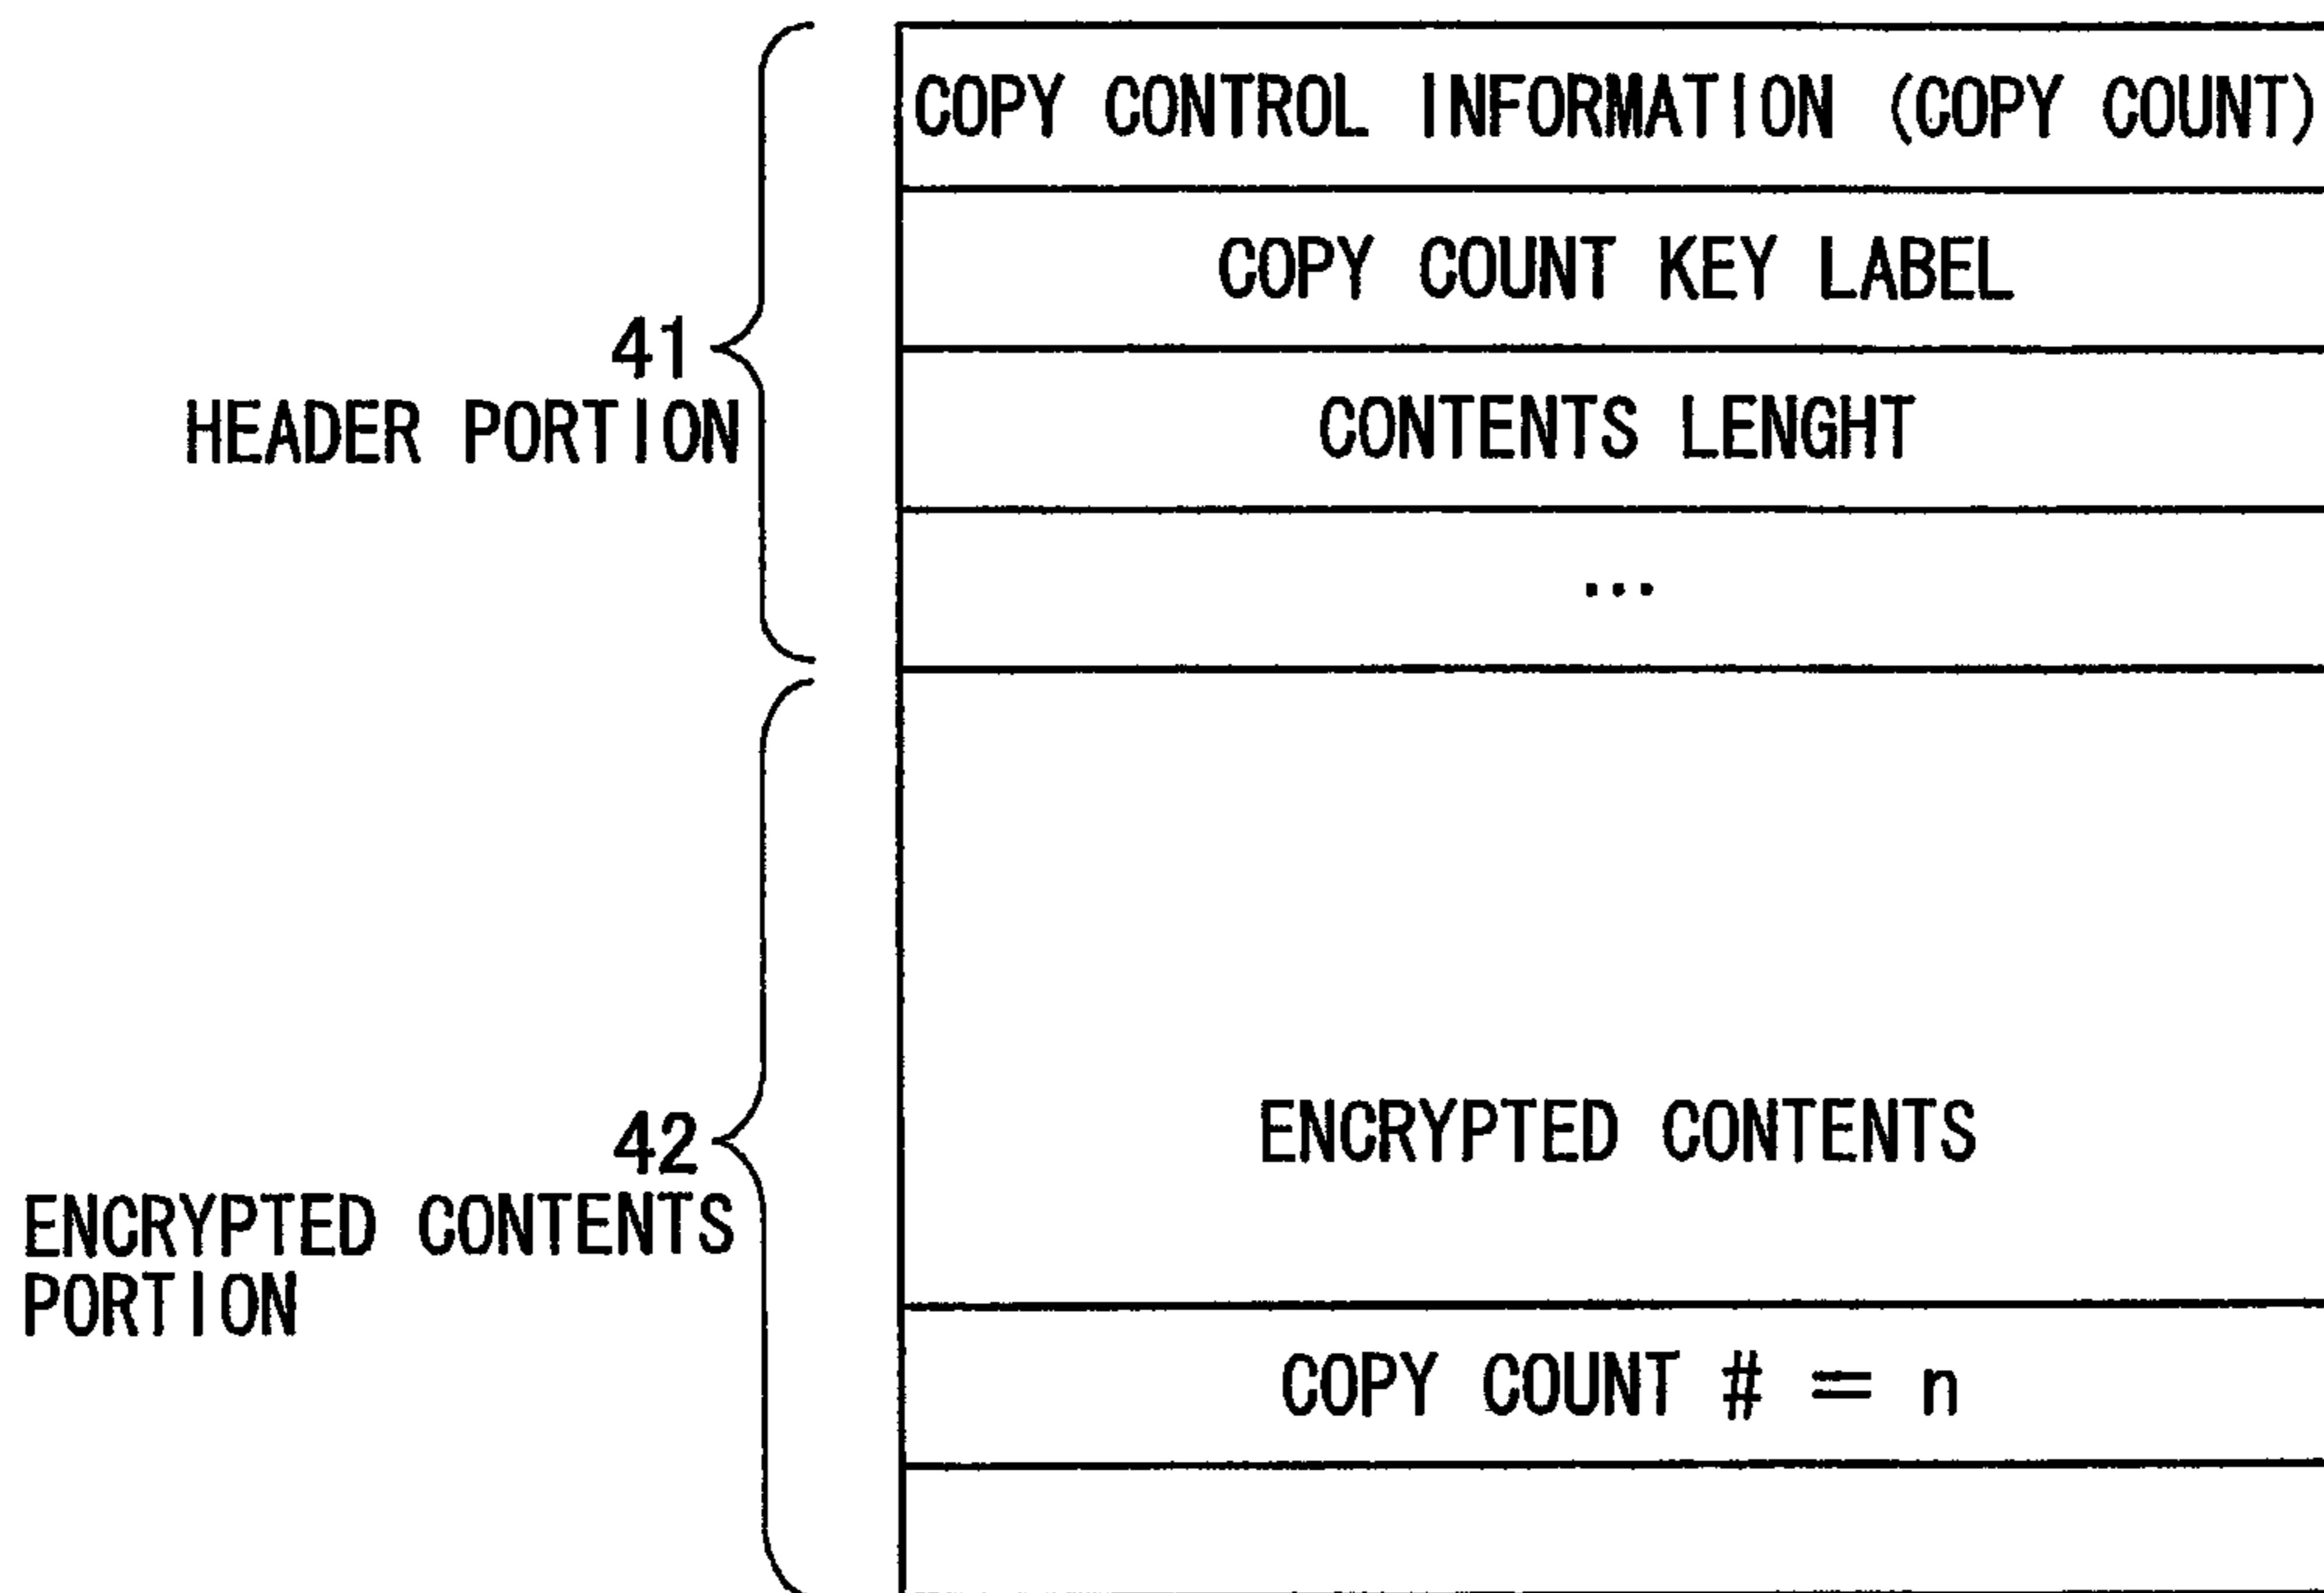 COPY CONTROL INFORMATION (COPY COUNT)
COPY COUNT KEY LABEL
41
HEADER PORTION
CONTENTS LENGHT
...
42
ENCRYPTED CONTENTS
PORTION
ENCRYPTED CONTENTS
COPY COUNT # = n